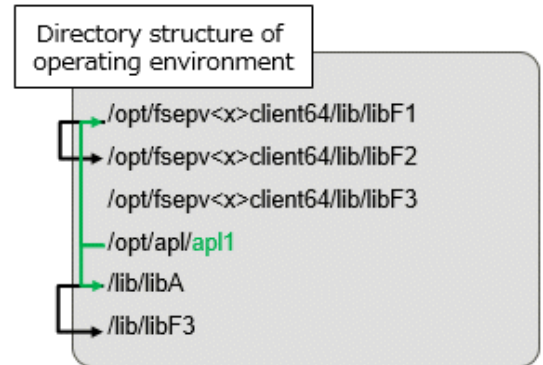 Directory structure of
operating environment
/opt/fsepv<x>client64/lib/libF1
/opt/fsepv<x>client64/lib/libF2
/opt/fsepv<x>client64/lib/libF3
/opt/apl/apl1
/lib/libA
/lib/libF3